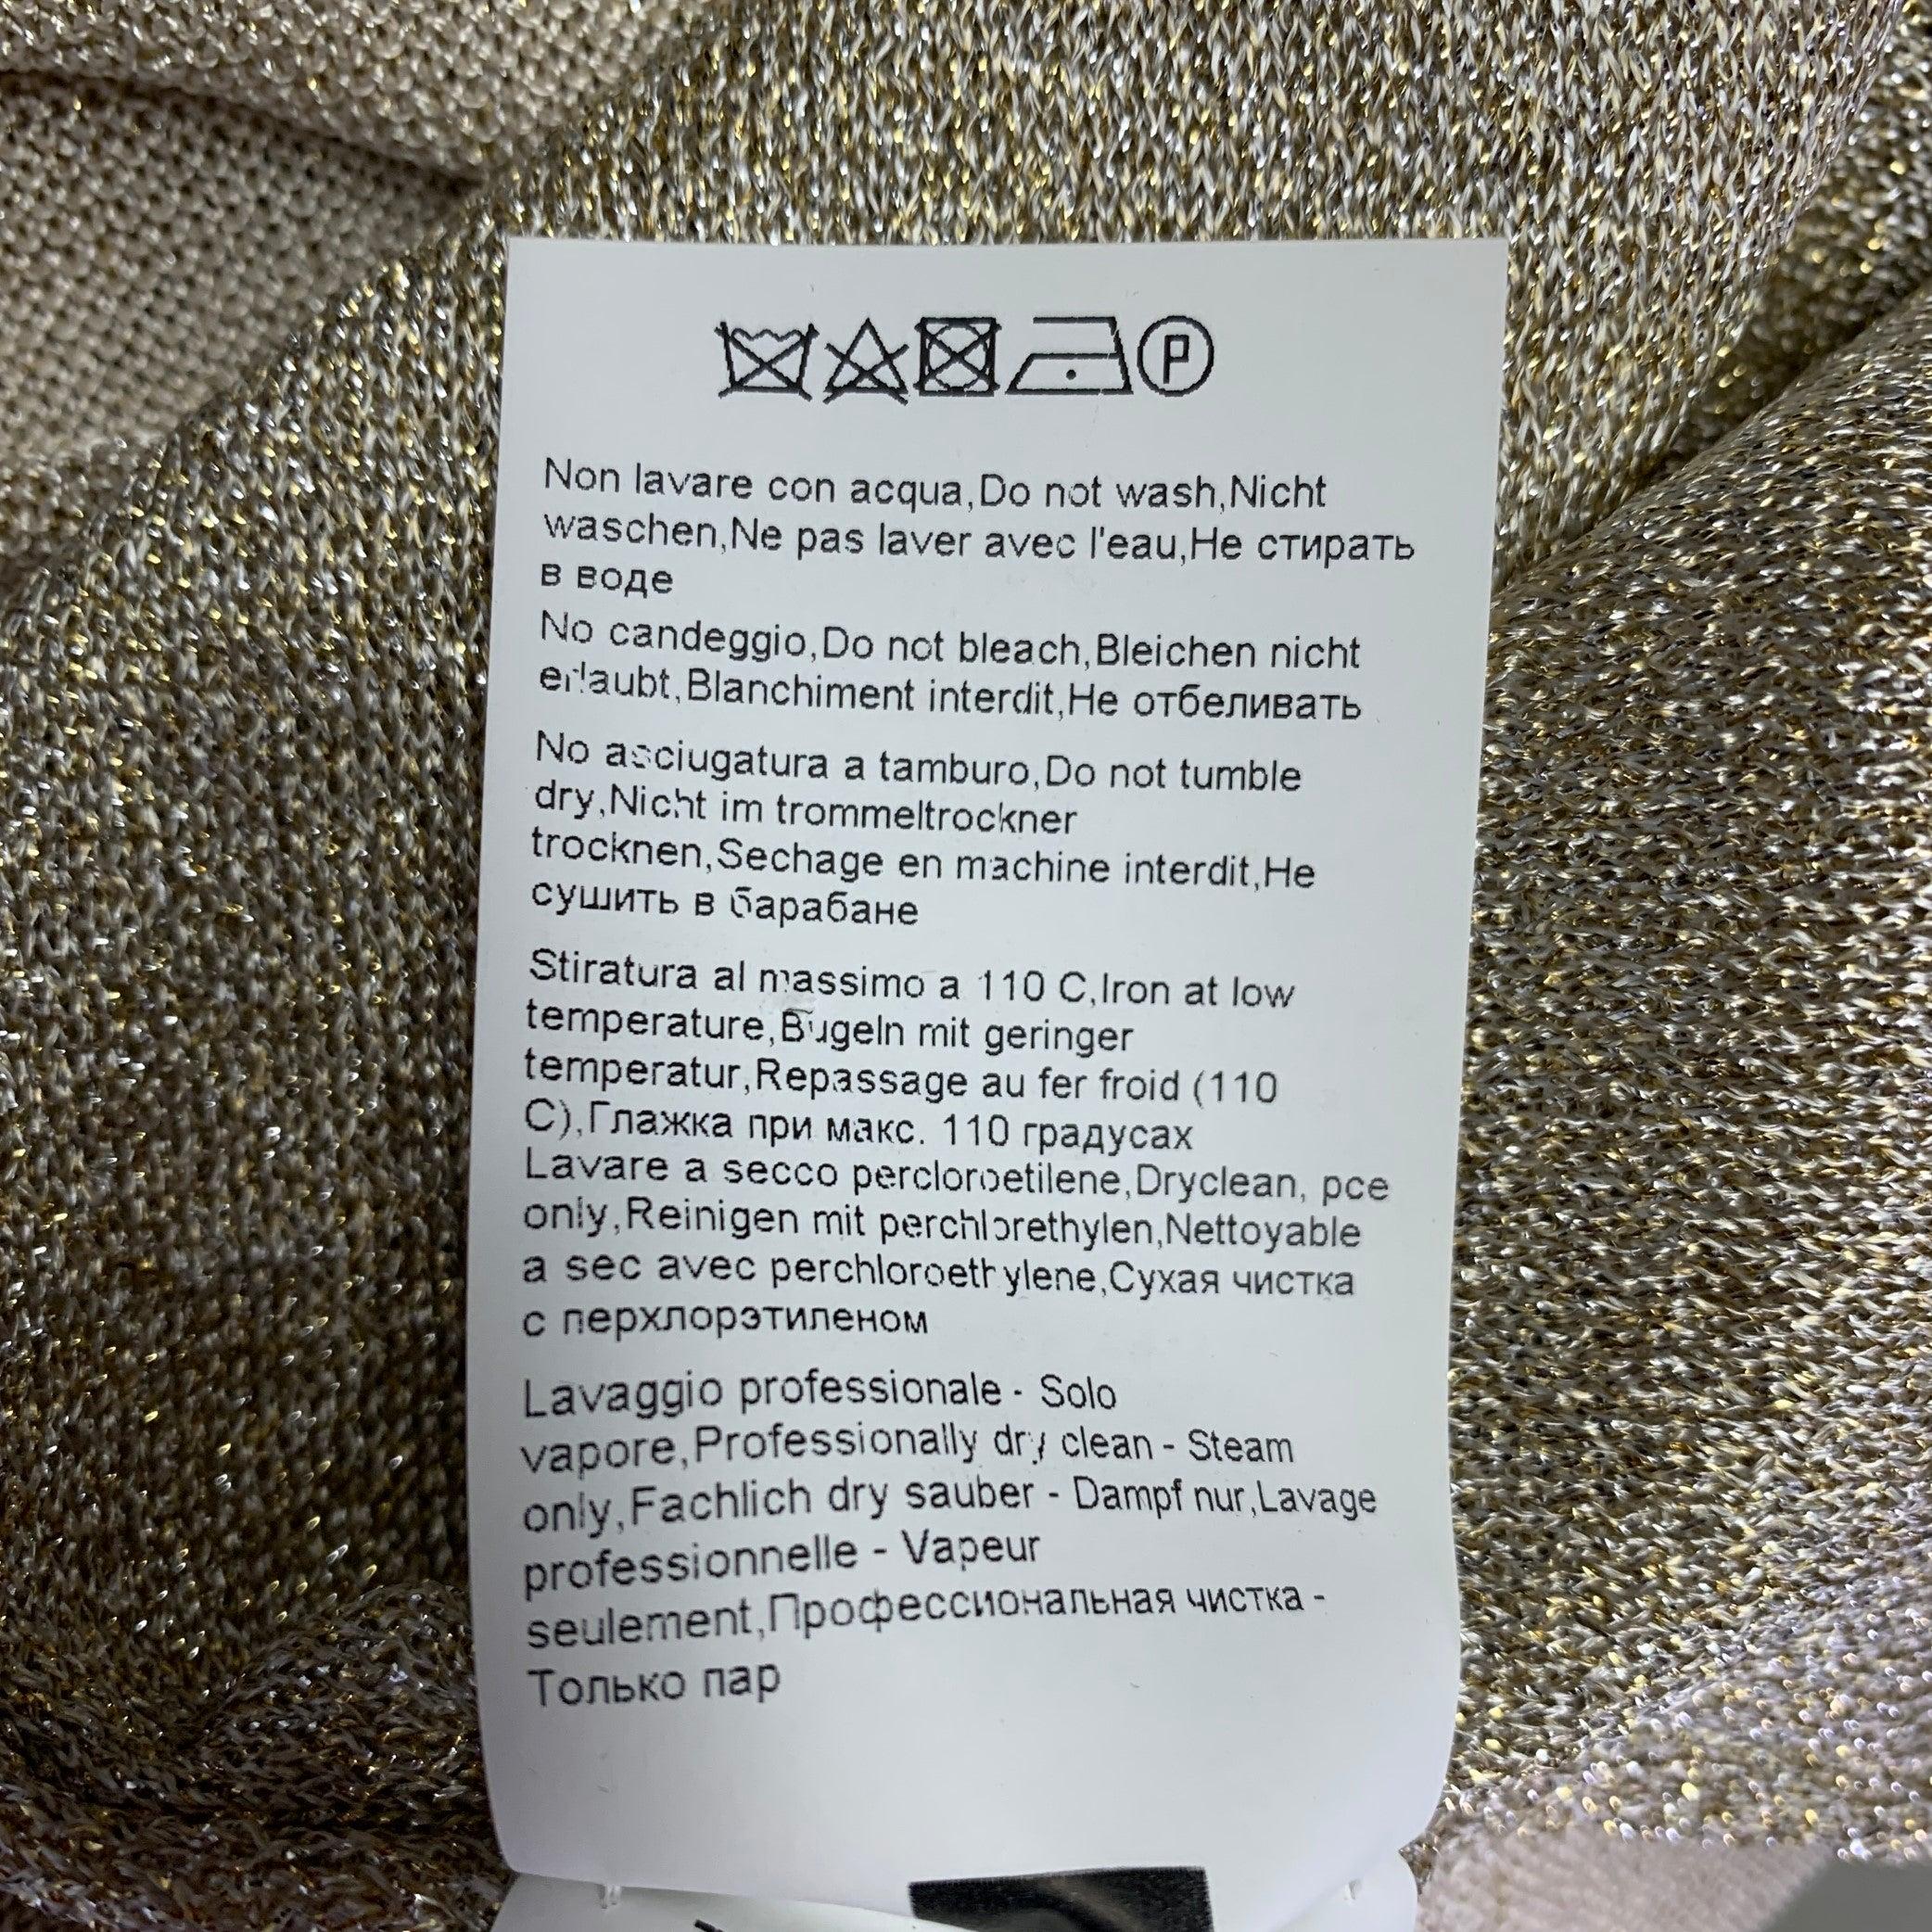 P
Non lavare con acqua,Do not wash,Nicht
waschen,Ne pas laver avec l'eau,Не стирать
в воде
No candeggio,Do not bleach,Bleichen nicht
erlaubt,Blanchiment interdit,Не отбеливать
No asciugatura a tamburo,Do not tumble
dry,Nicht im trommeltrockner
trocknen,Sechage en machine interdit,Не
сушить в барабане
Stiratura al massimo a 110 C,Iron at low
temperature,Bugeln mit geringer
temperatur,Repassage au fer froid (110
C),Глажка при макс. 110 градусах
Lavare a secco percloroetilene,Dryclean, pce
only,Reinigen mit perchlorethylen,Nettoyable
a sec avec perchloroethylene,Сухая чистка
с перхлорэтиленом
Lavaggio professionale - Solo
vapore,Professionally dry clean - Steam
only,Fachlich dry sauber - Dampf nur,Lavage
professionnelle - Vapeur
seulement,Профессиональная чистка -
Только пар